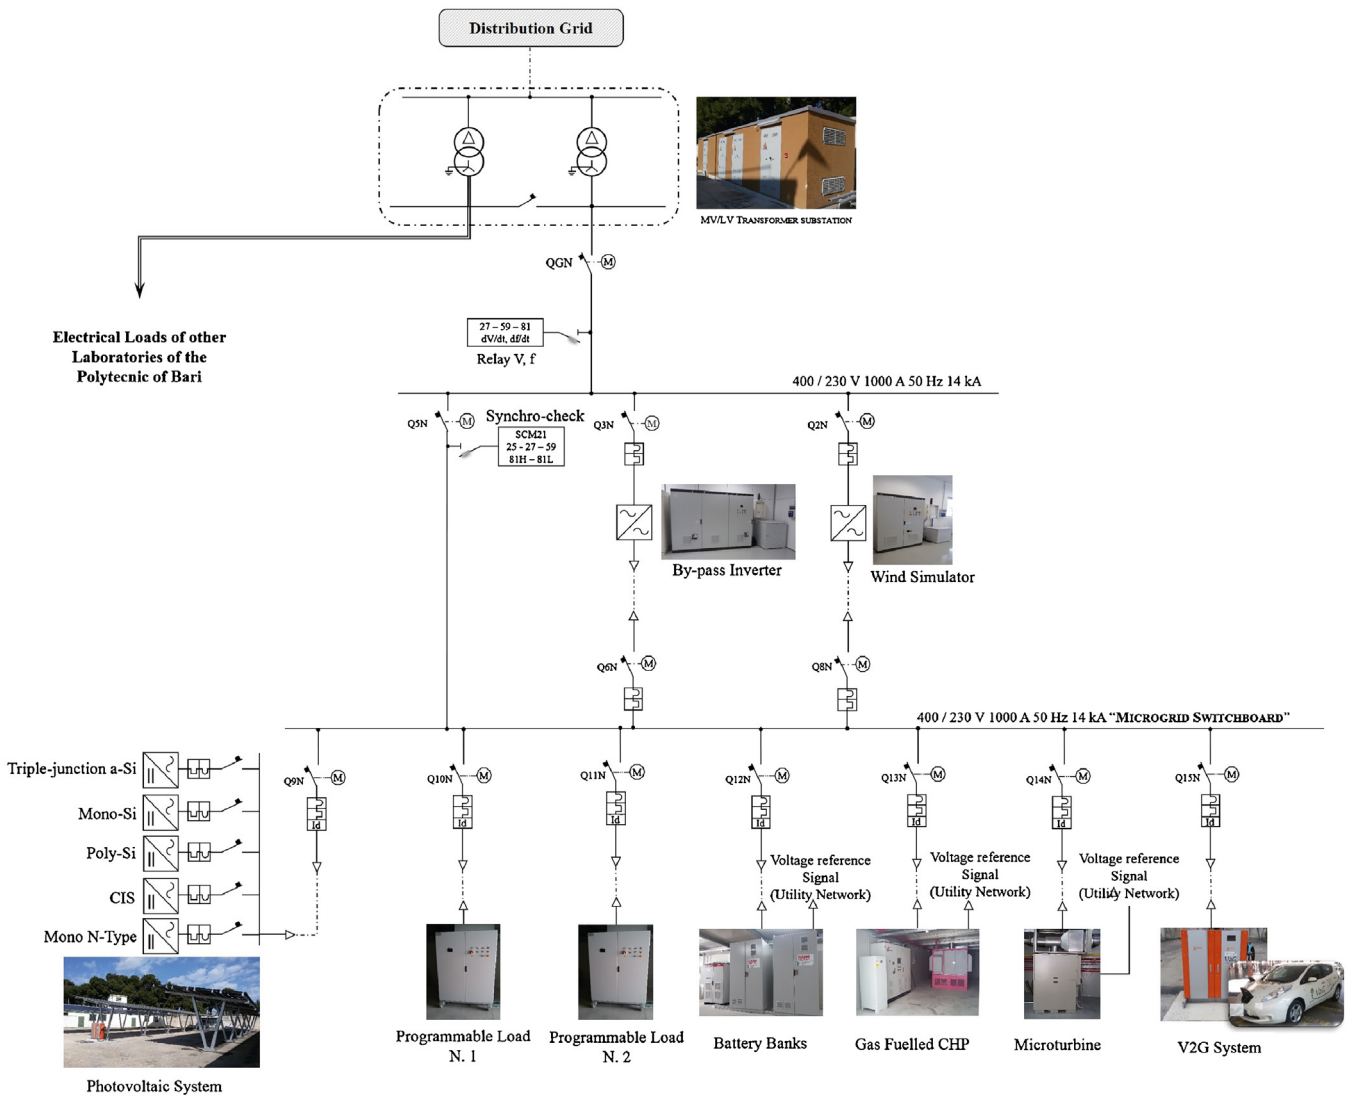 Distribution Grid
MV/LV TRANSFORMER SUBSTATION
QGN
M
27 – 59 – 81
dV/dt, df/dt
Relay V, f
Electrical Loads of other
Laboratories of the
Polytecnic of Bari
400 / 230 V 1000 A 50 Hz 14 kA
Q5N
M
Synchro-check
SCM21
25 - 27 – 59
81H – 81L
Q3N
M
Q2N
M
By-pass Inverter
Wind Simulator
Q6N
M
Q8N
M
400 / 230 V 1000 A 50 Hz 14 kA “MICROGRID SWITCHBOARD”
Triple-junction a-Si
Mono-Si
Poly-Si
CIS
Mono N-Type
Q9N
M
Id
Q10N
M
Id
Q11N
M
Id
Q12N
M
Id
Q13N
M
Id
Q14N
M
Id
Q15N
M
Id
Voltage reference
Signal
(Utility Network)
Voltage reference
Signal
(Utility Network)
Voltage reference
Signal
(Utility Network)
Photovoltaic System
Programmable Load
N. 1
Programmable Load
N. 2
Battery Banks
Gas Fuelled CHP
Microturbine
V2G System